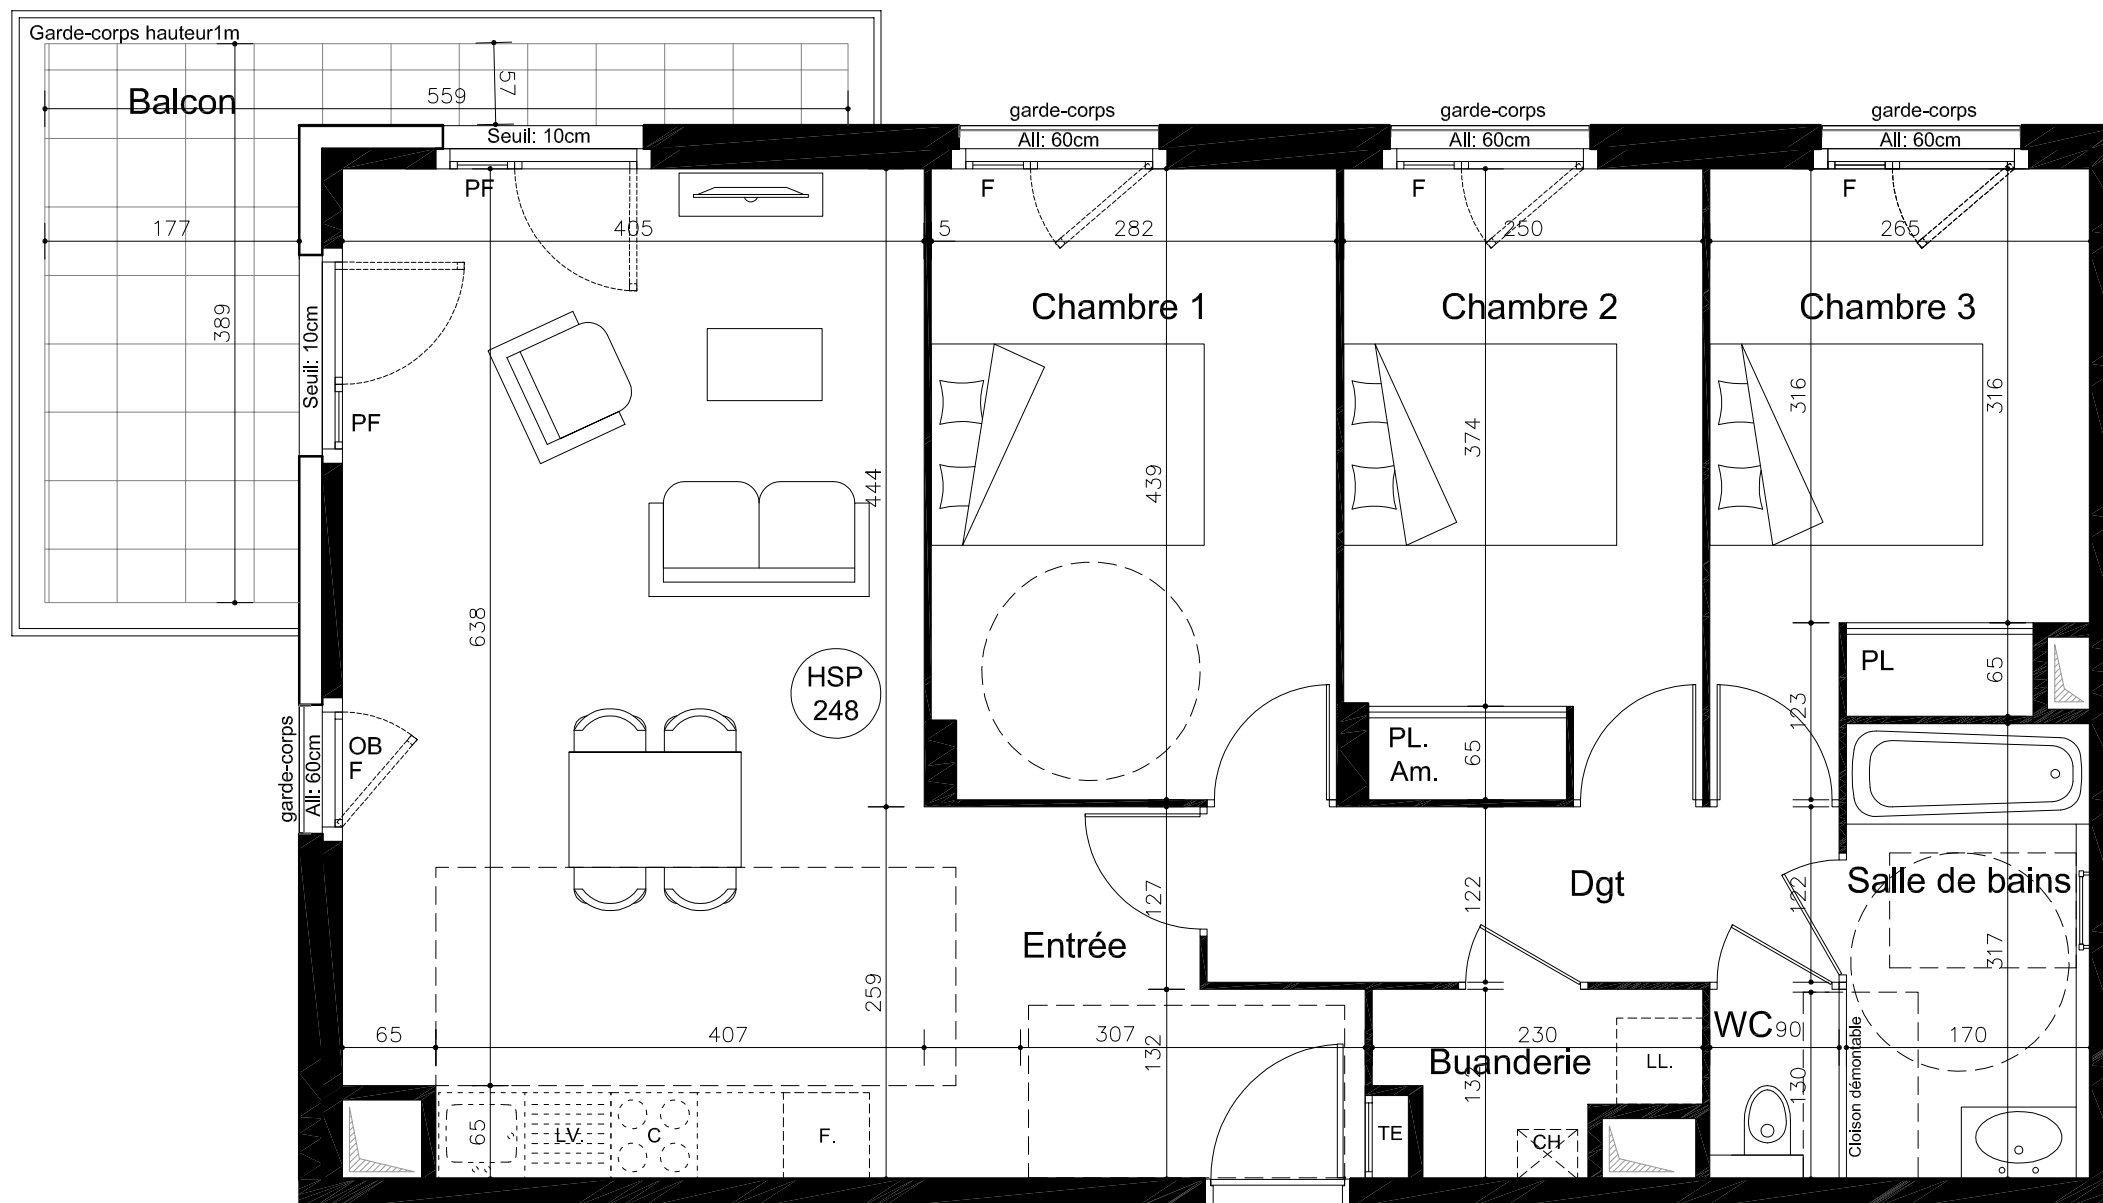 Garde-corps hauteur1m
Balcon
57
559
Seuil: 10cm
garde-corps
All: 60cm
garde-corps
All: 60cm
garde-corps
All: 60cm
PF
F
F
F
177
405
5
282
250
265
389
Seuil: 10cm
PF
Chambre 1
Chambre 2
Chambre 3
638
444
439
374
316
316
HSP
248
garde-corps
All: 60cm
OB
F
PL.
Am.
65
PL
65
123
Entrée
127
122
Dgt
122
Salle de bains
317
65
407
259
307
132
230
Buanderie
132
LL.
WC
90
130
Cloison démontable
170
65
LV.
C
F.
TE
CH